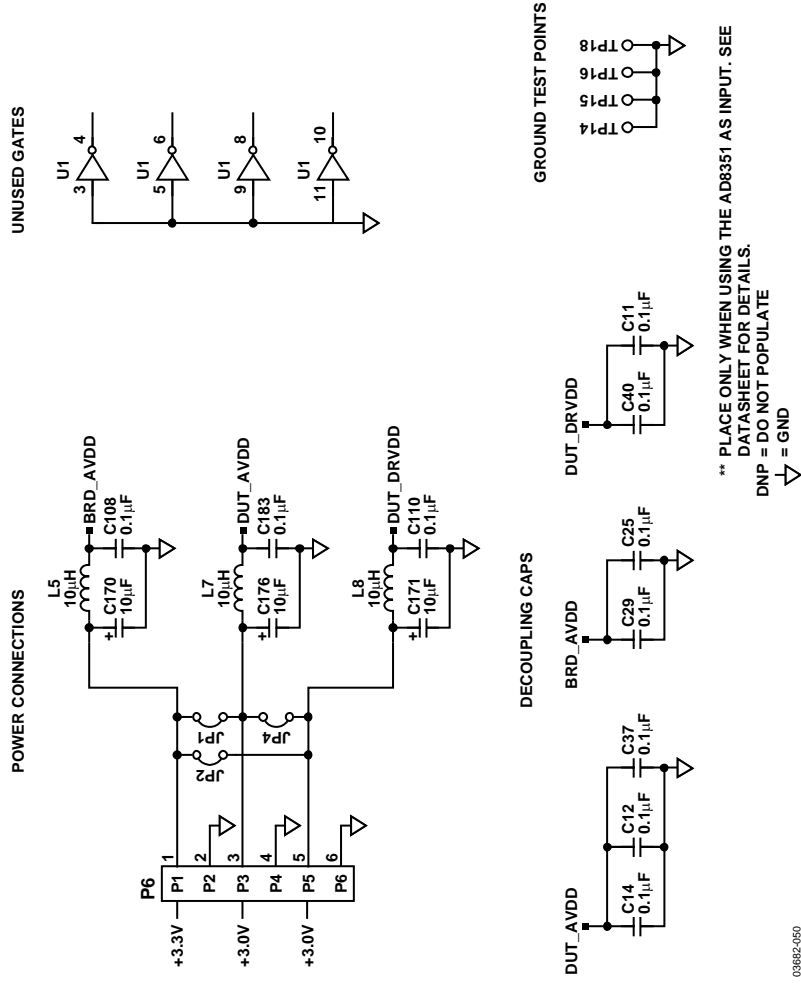 POWER CONNECTIONS
UNUSED GATES
P6
+3.3V
P1
1
P2
2
+3.0V
P3
3
P4
4
+3.0V
P5
5
P6
6
JP2
JP1
JP4
L5
10µH
C170
10µF
+
C108
0.1µF
BRD_AVDD
L7
10µH
C176
10µF
+
C183
0.1µF
DUT_AVDD
L8
10µH
C171
10µF
+
C110
0.1µF
DUT_DRVDD
U1
3
4
U1
5
6
U1
9
8
U1
11
10
DECOUPLING CAPS
DUT_AVDD
C14
0.1µF
C12
0.1µF
C37
0.1µF
BRD_AVDD
C29
0.1µF
C25
0.1µF
DUT_DRVDD
C40
0.1µF
C11
0.1µF
GROUND TEST POINTS
TP14
TP15
TP16
TP18
** PLACE ONLY WHEN USING THE AD8351 AS INPUT. SEE
DATASHEET FOR DETAILS.
DNP = DO NOT POPULATE
= GND
03682-050